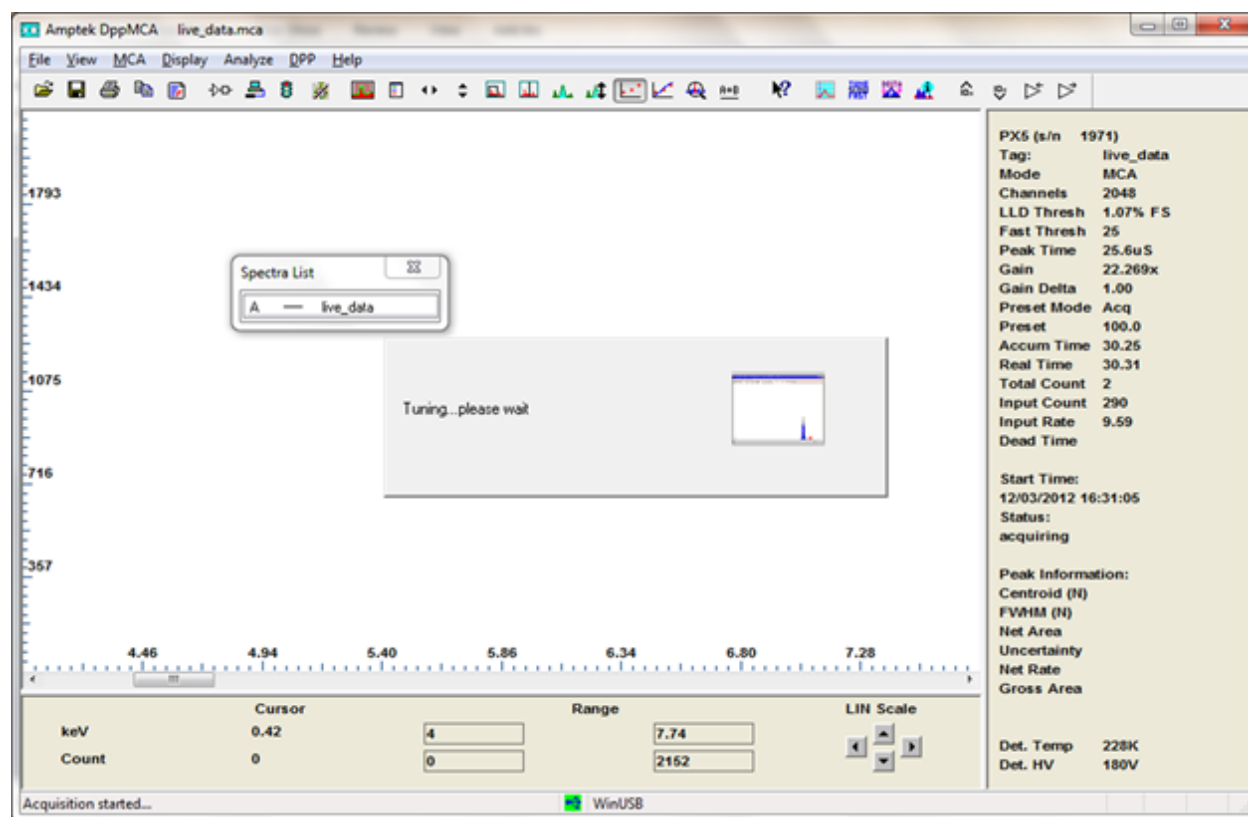 Amptek DppMCA live_data.mca
File View MCA Display Analyze DPP Help
A+B
PX5 (s/n 1971)
Tag: live_data
Mode MCA
Channels 2048
LLD Thresh 1.07% FS
Fast Thresh 25
Peak Time 25.6uS
Gain 22.269x
Gain Delta 1.00
Preset Mode Acq
Preset 100.0
Accum Time 30.25
Real Time 30.31
Total Count 2
Input Count 290
Input Rate 9.59
Dead Time
Start Time:
12/03/2012 16:31:05
Status:
acquiring
Peak Information:
Centroid (N)
FWHM (N)
Net Area
Uncertainty
Net Rate
Gross Area
Det. Temp 228K
Det. HV 180V
1793
1434
1075
716
357
Spectra List
A — live_data
Tuning...please wait
4.46 4.94 5.40 5.86 6.34 6.80 7.28
Cursor Range LIN Scale
keV 0.42 4 7.74
Count 0 0 2152
Acquisition started... WinUSB